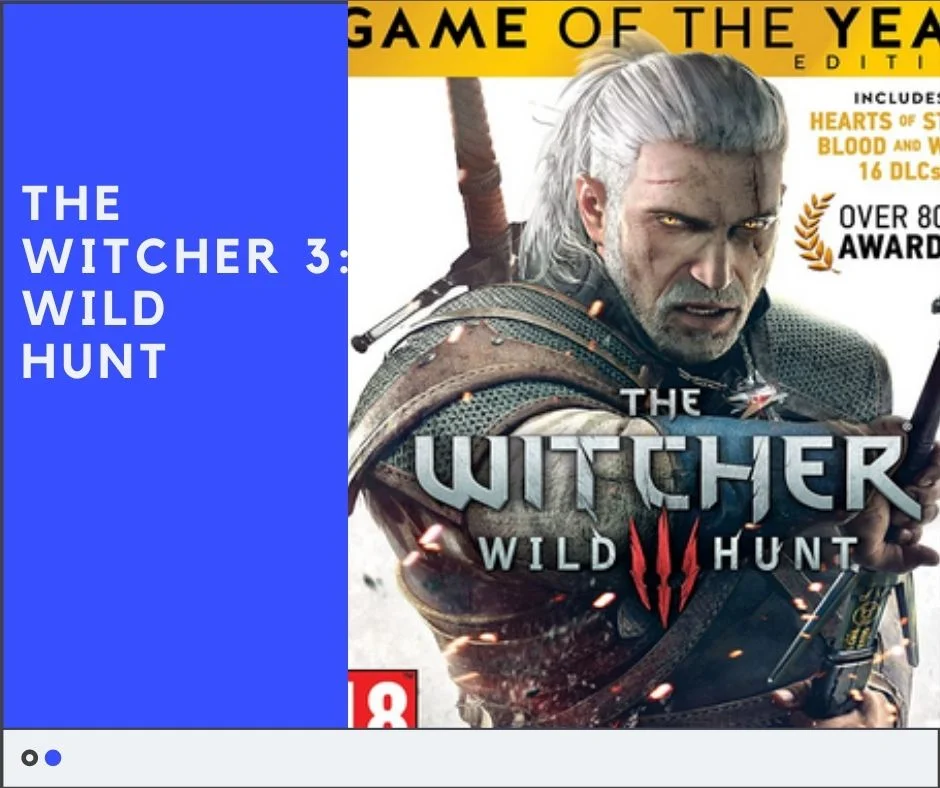 THE
WITCHER 3:
WILD
HUNT
GAME OF THE YEA
EDITI
INCLUDES
HEARTS OF ST
BLOOD AND W
16 DLCs
OVER 80
AWARD
THE
WITCHER
WILD III HUNT
18